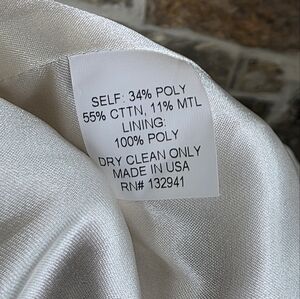 SELF: 34% POLY
55% CTTN, 11% MTL
LINING:
100% POLY
DRY CLEAN ONLY
MADE IN USA
RN# 132941